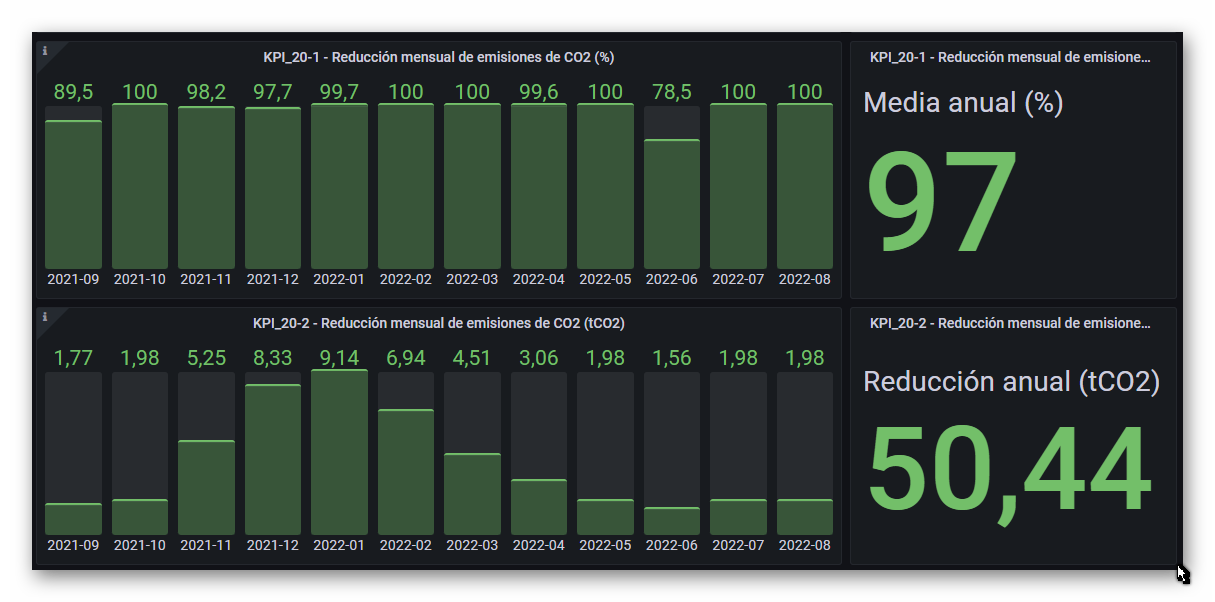 KPI_20-1 - Reducción mensual de emisiones de CO2 (%)
89,5 100 98,2 97,7 99,7 100 100 99,6 100 78,5 100 100
2021-09 2021-10 2021-11 2021-12 2022-01 2022-02 2022-03 2022-04 2022-05 2022-06 2022-07 2022-08
KPI_20-1 - Reducción mensual de emisione...
Media anual (%)
97
KPI_20-2 - Reducción mensual de emisiones de CO2 (tCO2)
1,77 1,98 5,25 8,33 9,14 6,94 4,51 3,06 1,98 1,56 1,98 1,98
2021-09 2021-10 2021-11 2021-12 2022-01 2022-02 2022-03 2022-04 2022-05 2022-06 2022-07 2022-08
KPI_20-2 - Reducción mensual de emisione...
Reducción anual (tCO2)
50,44